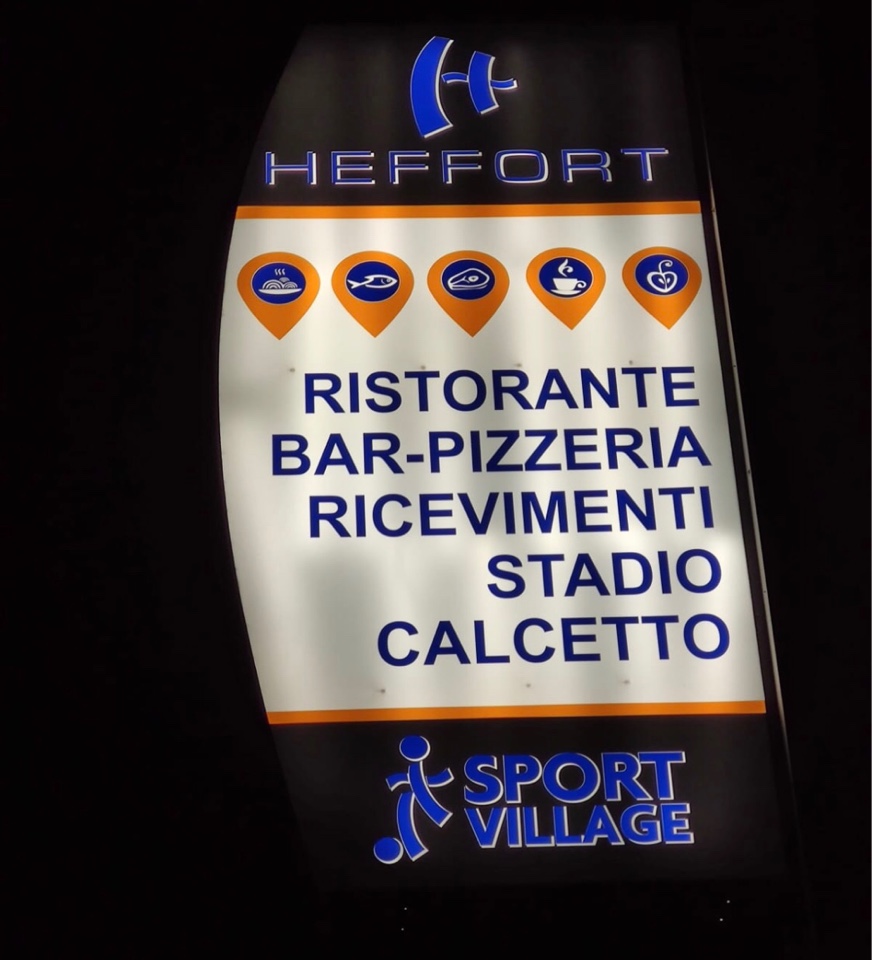 HEFFORT
RISTORANTE
BAR-PIZZERIA
RICEVIMENTI
STADIO
CALCETTO
SPORT
VILLAGE